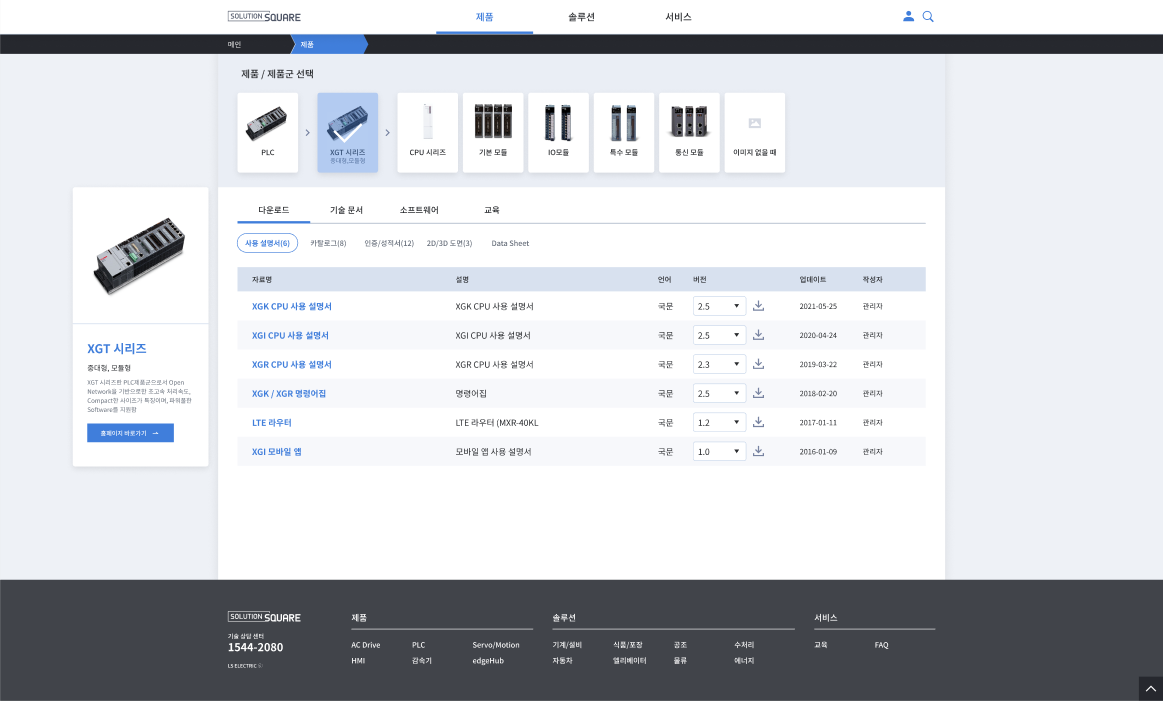 SOLUTION SQUARE
제품 솔루션 서비스
메인 제품
제품 / 제품군 선택
PLC
XGT 시리즈
중대형,모듈형
CPU 시리즈
기본 모듈
IO모듈
특수 모듈
통신 모듈
이미지 없을 때
XGT 시리즈
중대형, 모듈형
XGT 시리즈란 PLC제품군으로서 Open
Network을 기반으로한 초고속 처리속도,
Compact한 사이즈가 특징이며, 파워풀한
Software를 지원함
홈페이지 바로가기 →
다운로드 기술 문서 소프트웨어 교육
사용 설명서(6) 카탈로그(8) 인증/성적서(12) 2D/3D 도면(3) Data Sheet
자료명 설명 언어 버전 업데이트 작성자
XGK CPU 사용 설명서 XGK CPU 사용 설명서 국문 2.5 2021-05-25 관리자
XGI CPU 사용 설명서 XGI CPU 사용 설명서 국문 2.5 2020-04-24 관리자
XGR CPU 사용 설명서 XGR CPU 사용 설명서 국문 2.3 2019-03-22 관리자
XGK / XGR 명령어집 명령어집 국문 2.5 2018-02-20 관리자
LTE 라우터 LTE 라우터 (MXR-40KL 국문 1.2 2017-01-11 관리자
XGI 모바일 앱 모바일 앱 사용 설명서 국문 1.0 2016-01-09 관리자
SOLUTION SQUARE
기술 상담 센터
1544-2080
LS ELECTRIC ©
제품
AC Drive PLC Servo/Motion
HMI 감속기 edgeHub
솔루션
기계/설비 식품/포장 공조 수처리
자동차 엘리베이터 물류 에너지
서비스
교육 FAQ